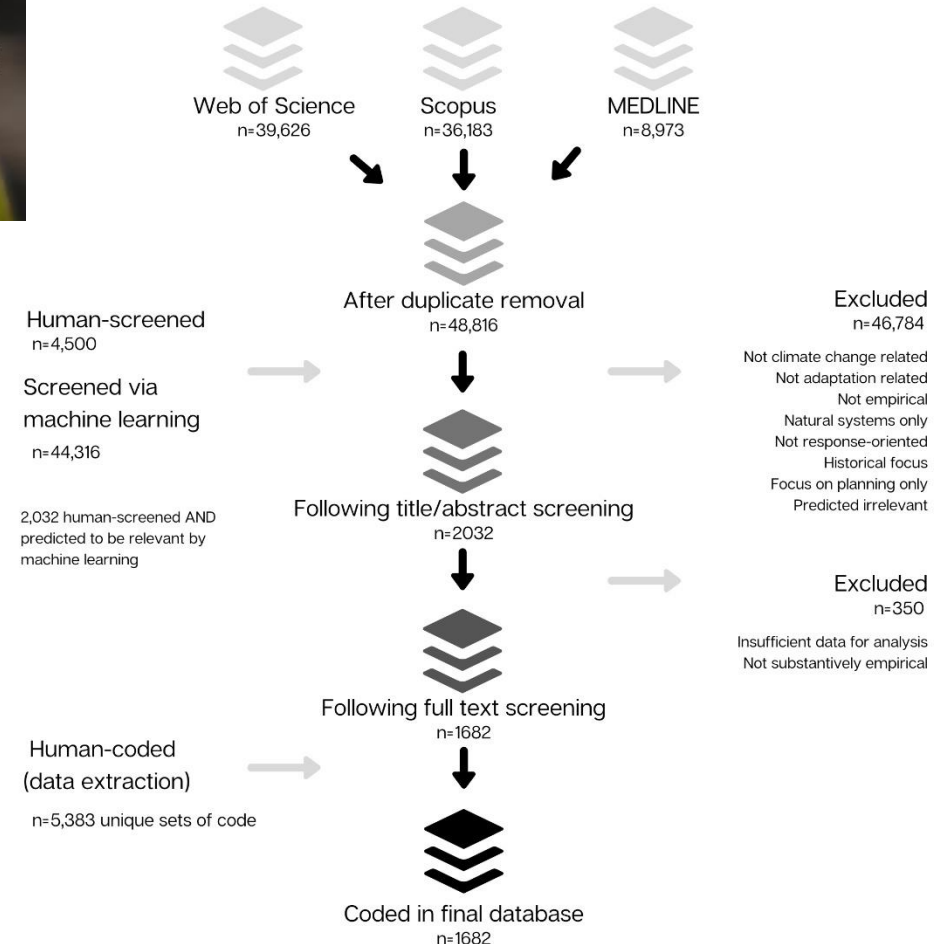 Web of Science
n=39,626
Scopus
n=36,183
MEDLINE
n=8,973
After duplicate removal
n=48,816
Human-screened
n=4,500
Screened via
machine learning
n=44,316
2,032 human-screened AND
predicted to be relevant by
machine learning
Excluded
n=46,784
Not climate change related
Not adaptation related
Not empirical
Natural systems only
Not response-oriented
Historical focus
Focus on planning only
Predicted irrelevant
Following title/abstract screening
n=2032
Excluded
n=350
Insufficient data for analysis
Not substantively empirical
Following full text screening
n=1682
Human-coded
(data extraction)
n=5,383 unique sets of code
Coded in final database
n=1682